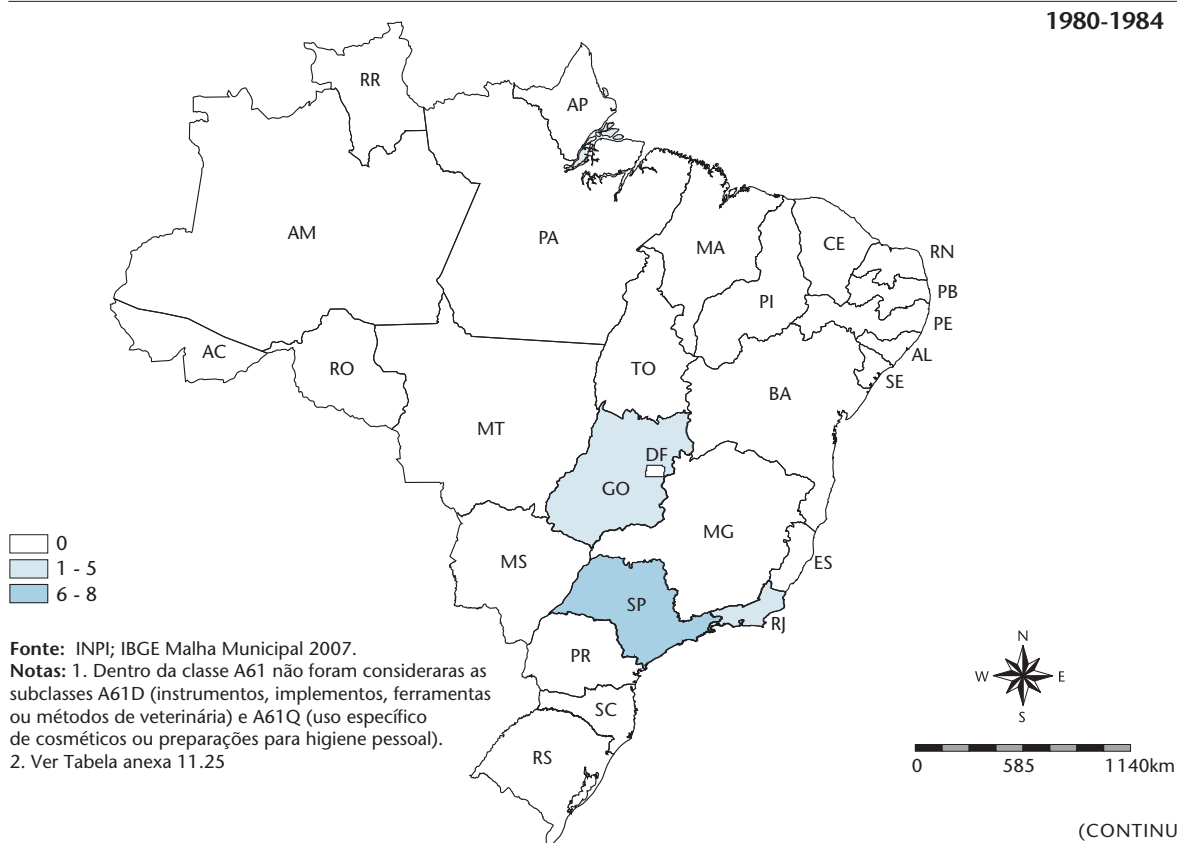 1980-1984
RR
AP
AM
PA
MA
CE
RN
PI
PB
PE
AC
AL
RO
TO
SE
BA
MT
DF
GO
MG
0
MS
ES
1 - 5
6 - 8
SP
RJ
Fonte: INPI; IBGE Malha Municipal 2007.
Notas: 1. Dentro da classe A61 não foram consideraras as
subclasses A61D (instrumentos, implementos, ferramentas
ou métodos de veterinária) e A61Q (uso específico
de cosméticos ou preparações para higiene pessoal).
2. Ver Tabela anexa 11.25
PR
SC
RS
N
W
E
S
0 585 1140km
(CONTINU